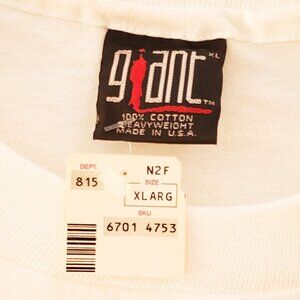 giant
XL
TM
100% COTTON
HEAVYWEIGHT
MADE IN U.S.A.
DEPT
815
N2F
SIZE
XLARG
SKU
6701 4753